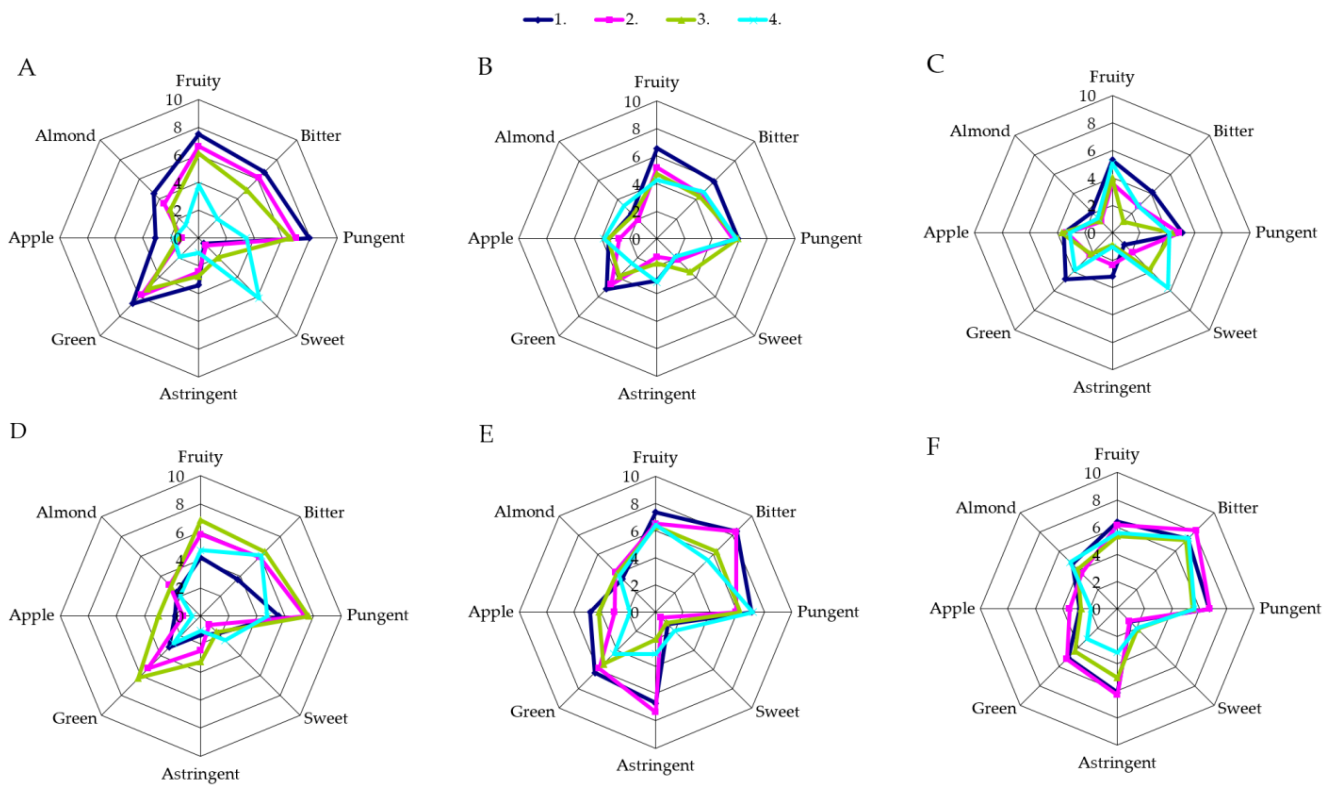 1. 2. 3. 4.
A B C
Fruity Fruity Fruity
10 10 10
Almond Bitter Almond Bitter Almond Bitter
8 8 8
6 6 6
4 4 4
2 2 2
Apple 0 Pungent Apple 0 Pungent Apple 0 Pungent
Green Sweet Green Sweet Green Sweet
Astringent Astringent Astringent
D E F
Fruity Fruity Fruity
10 10 10
Almond Bitter Almond Bitter Almond Bitter
8 8 8
6 6 6
4 4 4
2 2 2
Apple 0 Pungent Apple 0 Pungent Apple 0 Pungent
Green Sweet Green Sweet Green Sweet
Astringent Astringent Astringent